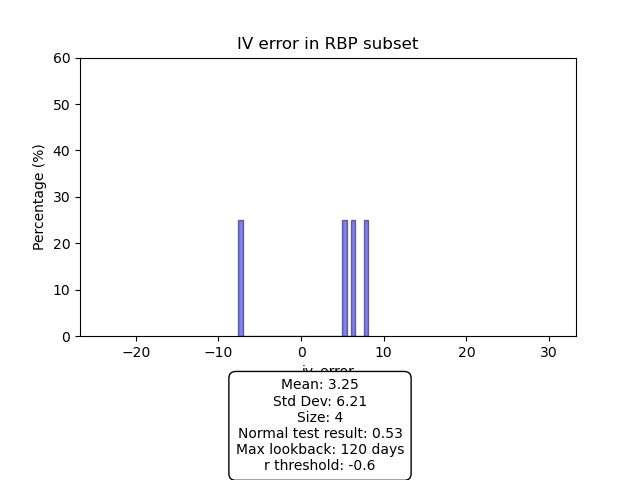 IV error in RBP subset
Percentage (%)
60
50
40
30
20
10
0
−20 −10 0 10 20 30
iv_error
Mean: 3.25
Std Dev: 6.21
Size: 4
Normal test result: 0.53
Max lookback: 120 days
r threshold: -0.6